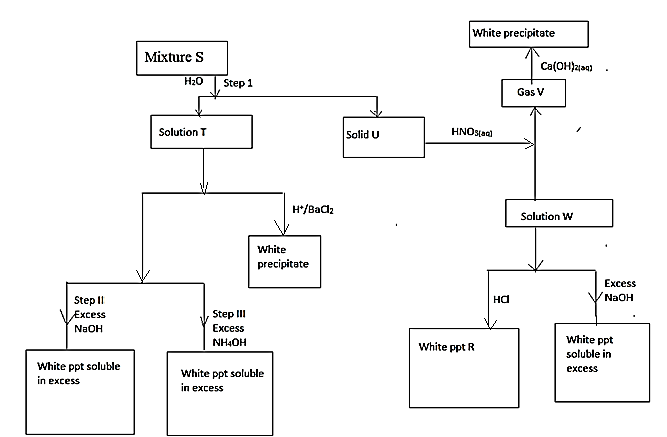 White precipitate
Mixture S
Ca(OH)₂(aq)
H₂O
Step 1
Gas V
Solution T
Solid U
HNO₃(aq)
H⁺/BaCl₂
Solution W
White
precipitate
Step II
Excess
NaOH
Step III
Excess
NH₄OH
HCl
Excess
NaOH
White ppt R
White ppt
soluble in
excess
White ppt soluble
in excess
White ppt soluble
in excess